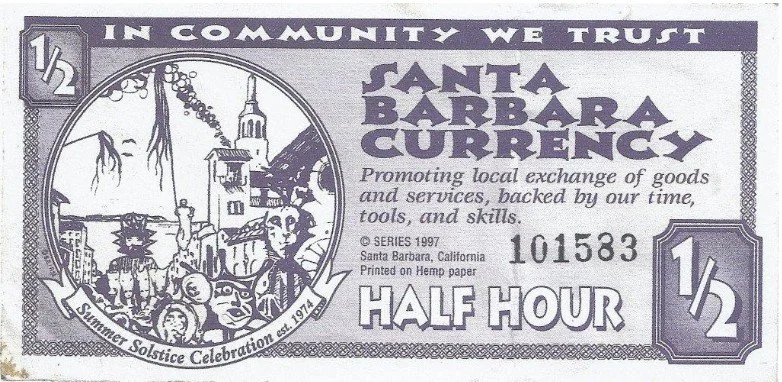 IN COMMUNITY WE TRUST
1/2
SANTA
BARBARA
CURRENCY
Promoting local exchange of goods
and services, backed by our time,
tools, and skills.
© SERIES 1997
Santa Barbara, California
Printed on Hemp paper
101583
HALF HOUR
1/2
Summer Solstice Celebration est. 1974